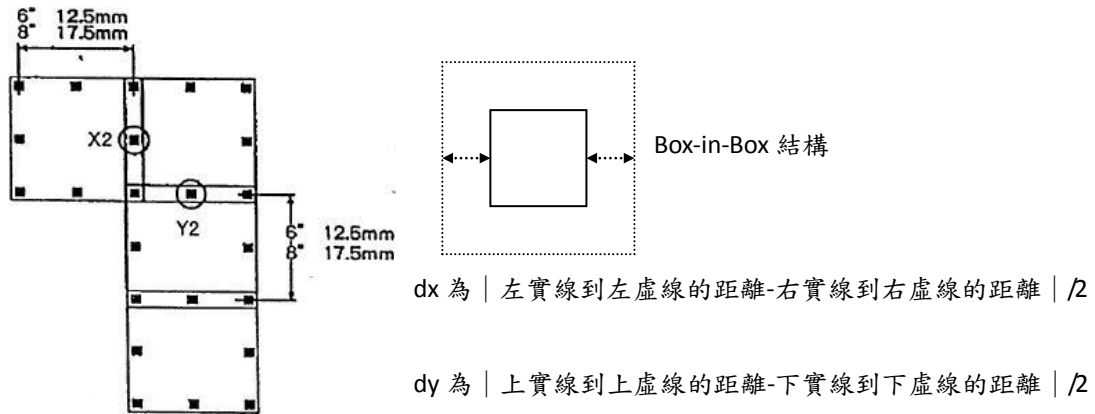 6" 12.5mm
8" 17.5mm
X2
Y2
6" 12.5mm
8" 17.5mm
Box-in-Box 結構
dx 為│左實線到左虛線的距離-右實線到右虛線的距離│/2
dy 為│上實線到上虛線的距離-下實線到下虛線的距離│/2